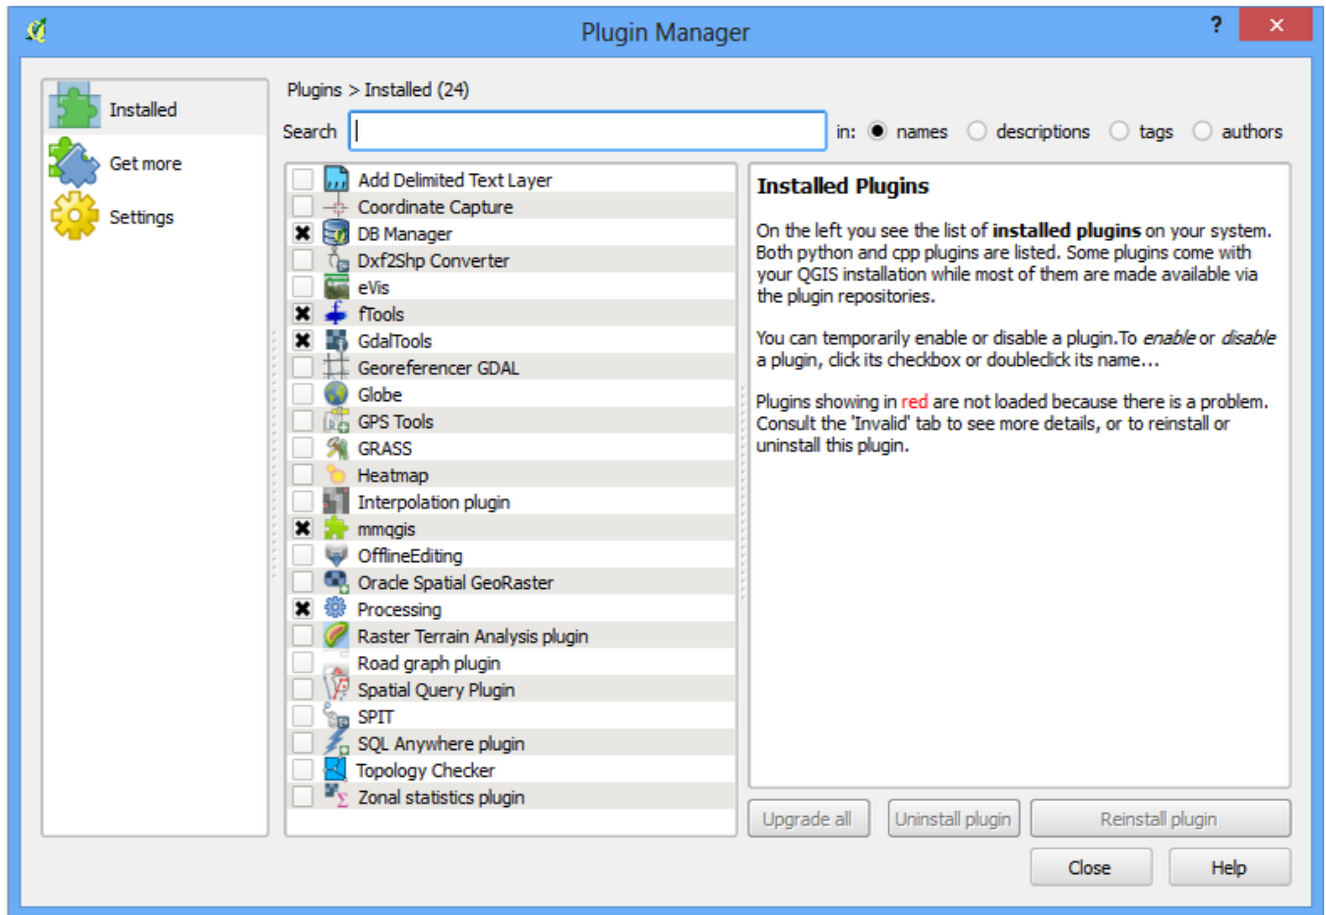 Plugin Manager
?
Installed
Get more
Settings
Plugins > Installed (24)
Search in: names descriptions tags authors
Add Delimited Text Layer
Coordinate Capture
DB Manager
Dxf2Shp Converter
eVis
fTools
GdalTools
Georeferencer GDAL
Globe
GPS Tools
GRASS
Heatmap
Interpolation plugin
mmqgis
OfflineEditing
Oracle Spatial GeoRaster
Processing
Raster Terrain Analysis plugin
Road graph plugin
Spatial Query Plugin
SPIT
SQL Anywhere plugin
Topology Checker
Zonal statistics plugin
Installed Plugins
On the left you see the list of installed plugins on your system.
Both python and cpp plugins are listed. Some plugins come with
your QGIS installation while most of them are made available via
the plugin repositories.
You can temporarily enable or disable a plugin.To enable or disable
a plugin, click its checkbox or doubleclick its name...
Plugins showing in red are not loaded because there is a problem.
Consult the 'Invalid' tab to see more details, or to reinstall or
uninstall this plugin.
Upgrade all Uninstall plugin Reinstall plugin
Close Help